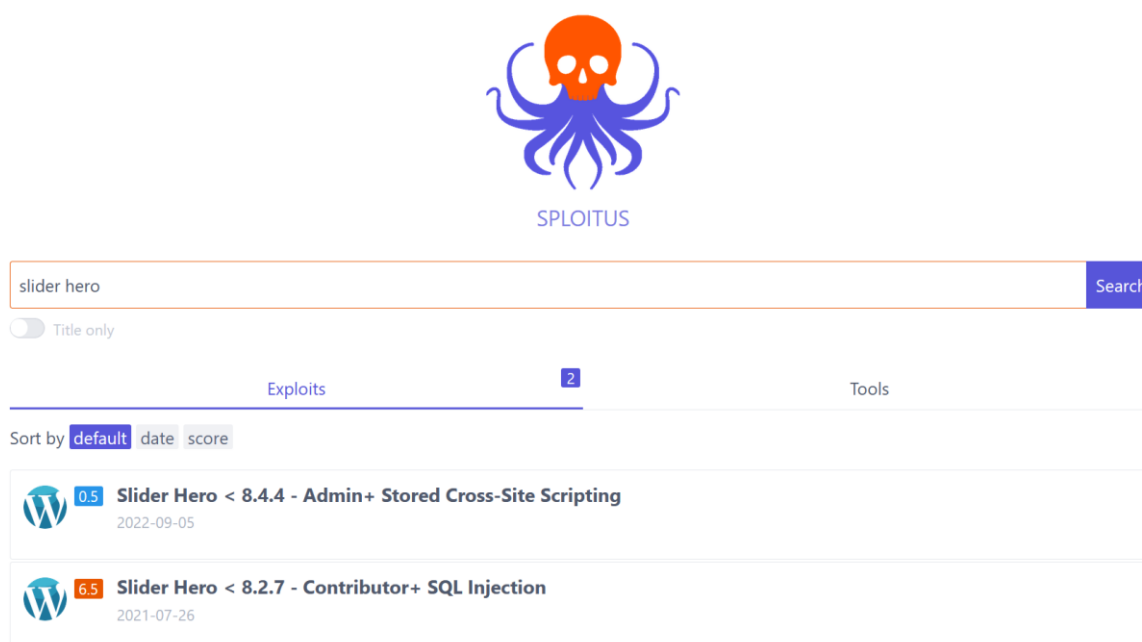 SPLOITUS
slider hero
Search
Title only
Exploits
2
Tools
Sort by default date score
0.5 Slider Hero < 8.4.4 - Admin+ Stored Cross-Site Scripting
2022-09-05
6.5 Slider Hero < 8.2.7 - Contributor+ SQL Injection
2021-07-26